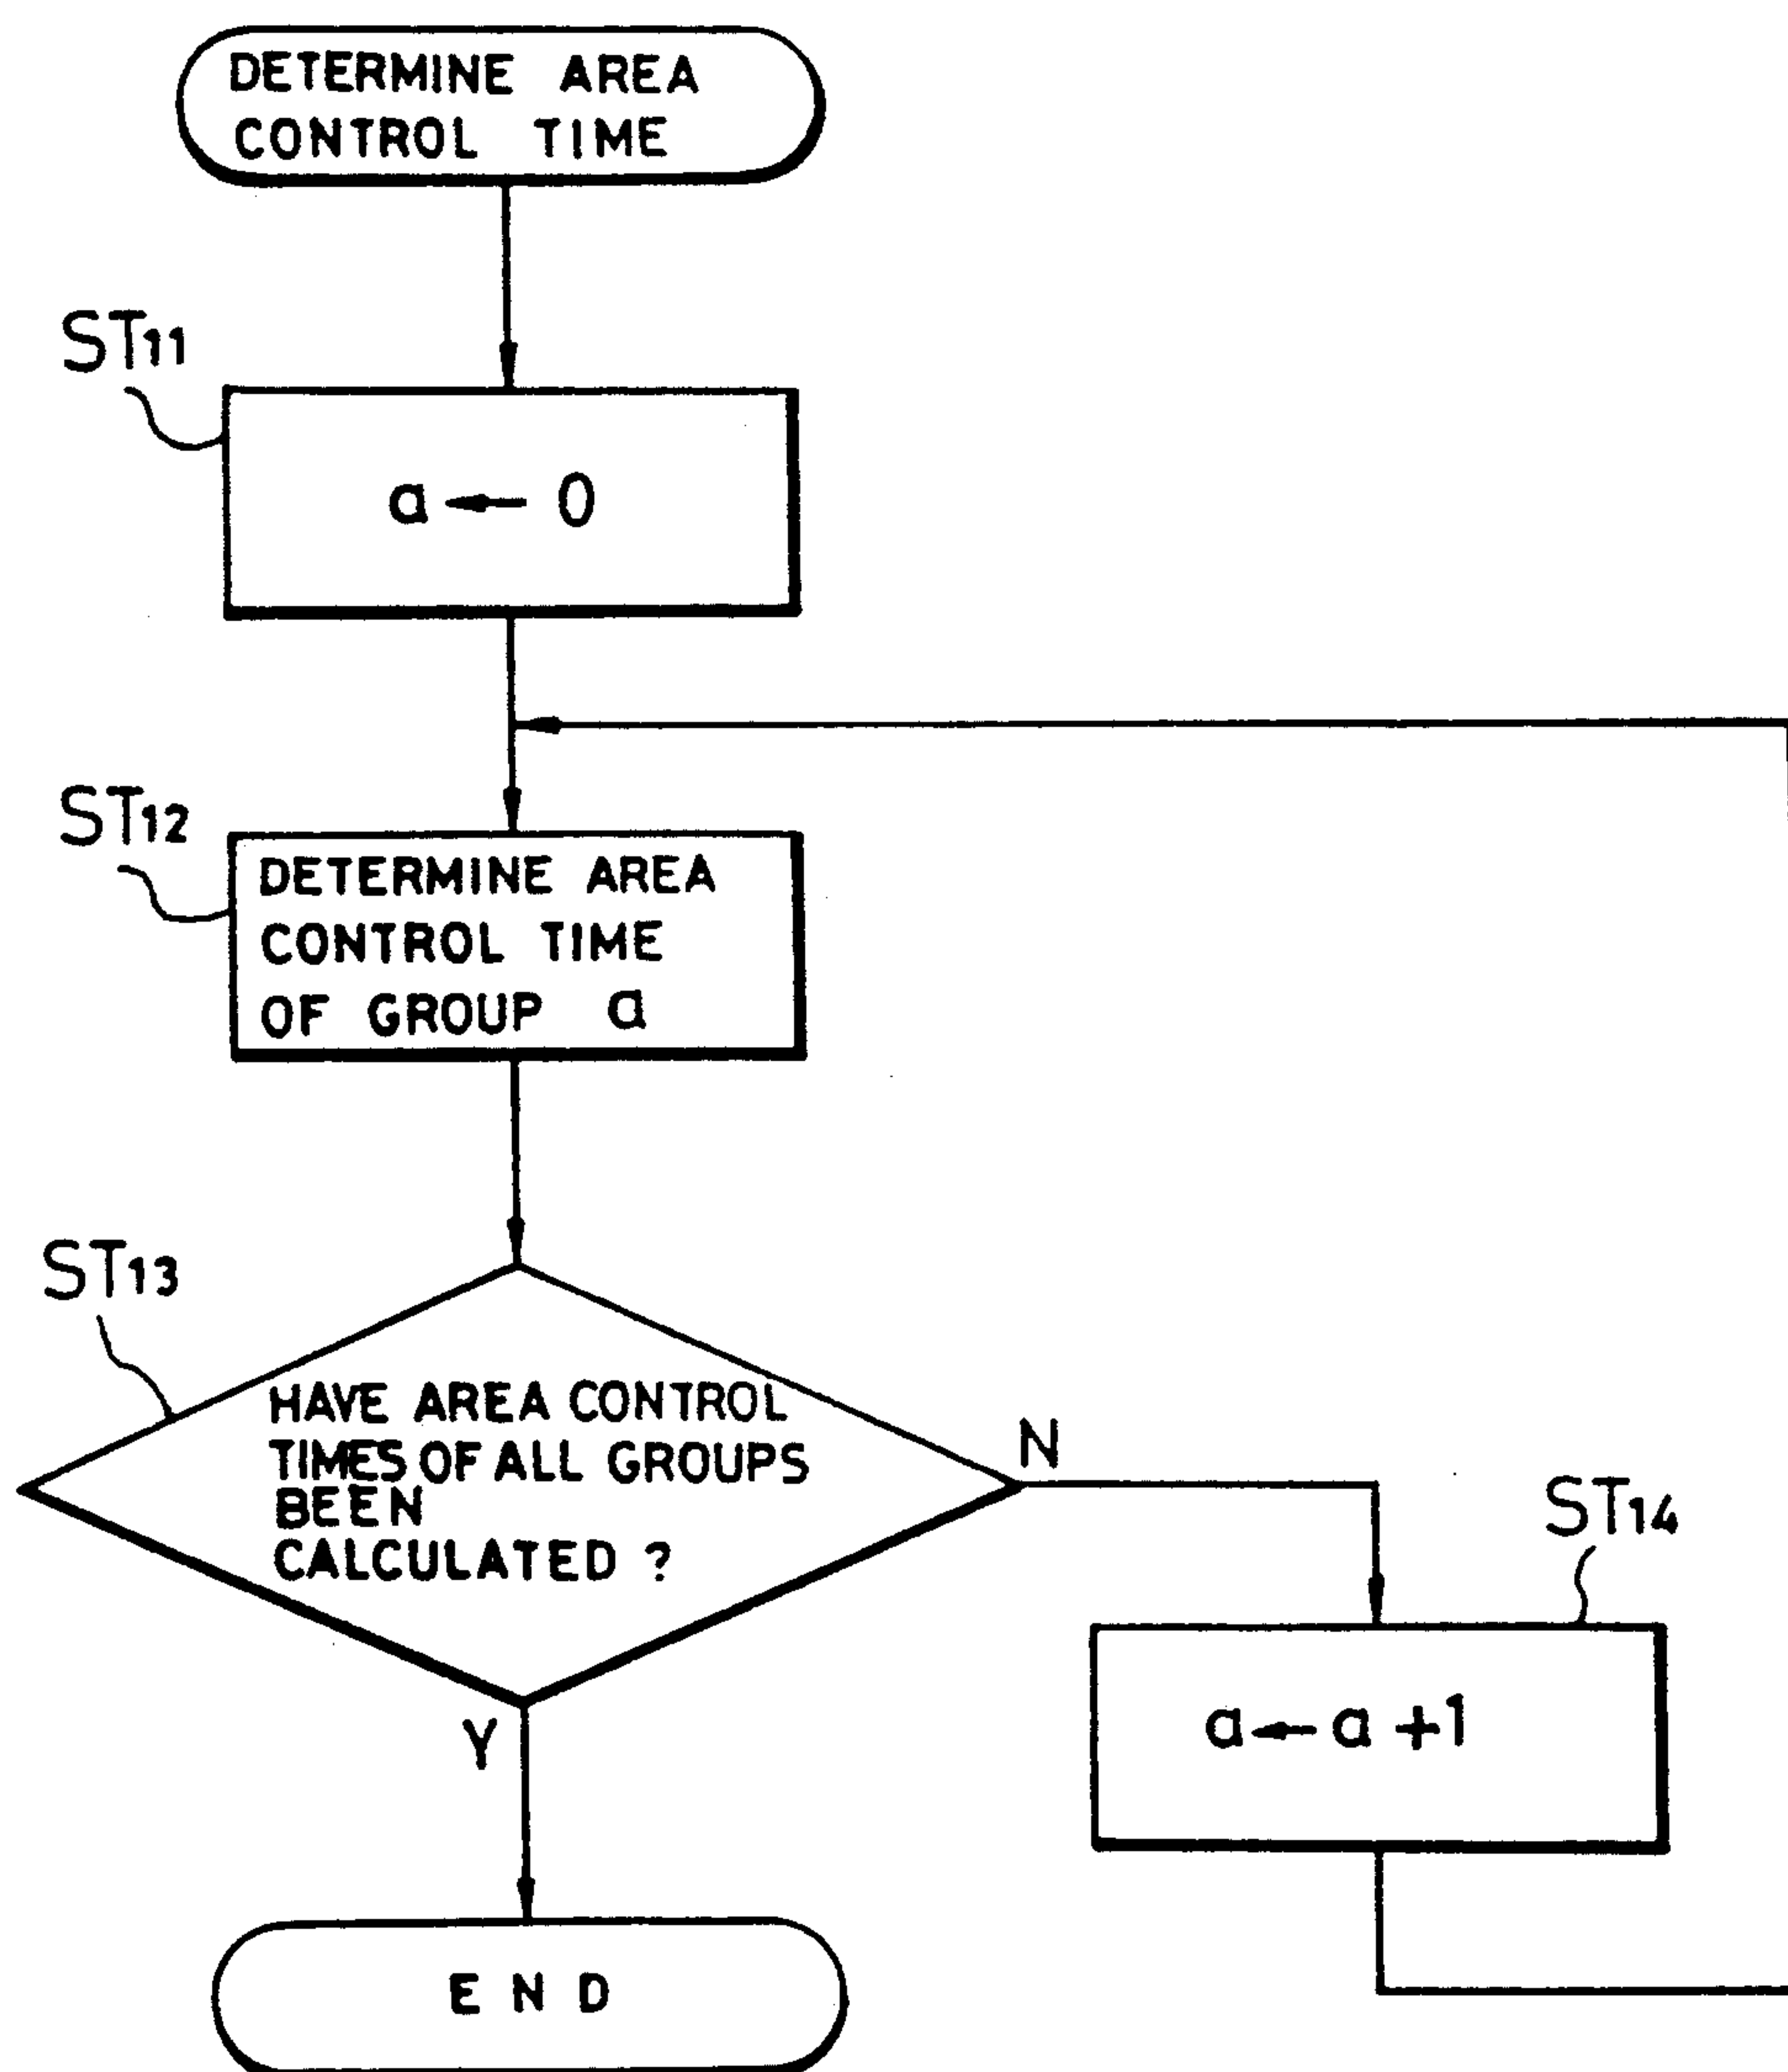 DETERMINE AREA
CONTROL TIME
ST11
a ← 0
ST12
DETERMINE AREA
CONTROL TIME
OF GROUP a
ST13
HAVE AREA CONTROL
TIMES OF ALL GROUPS
BEEN
CALCULATED ?
N
ST14
a ← a +1
Y
END